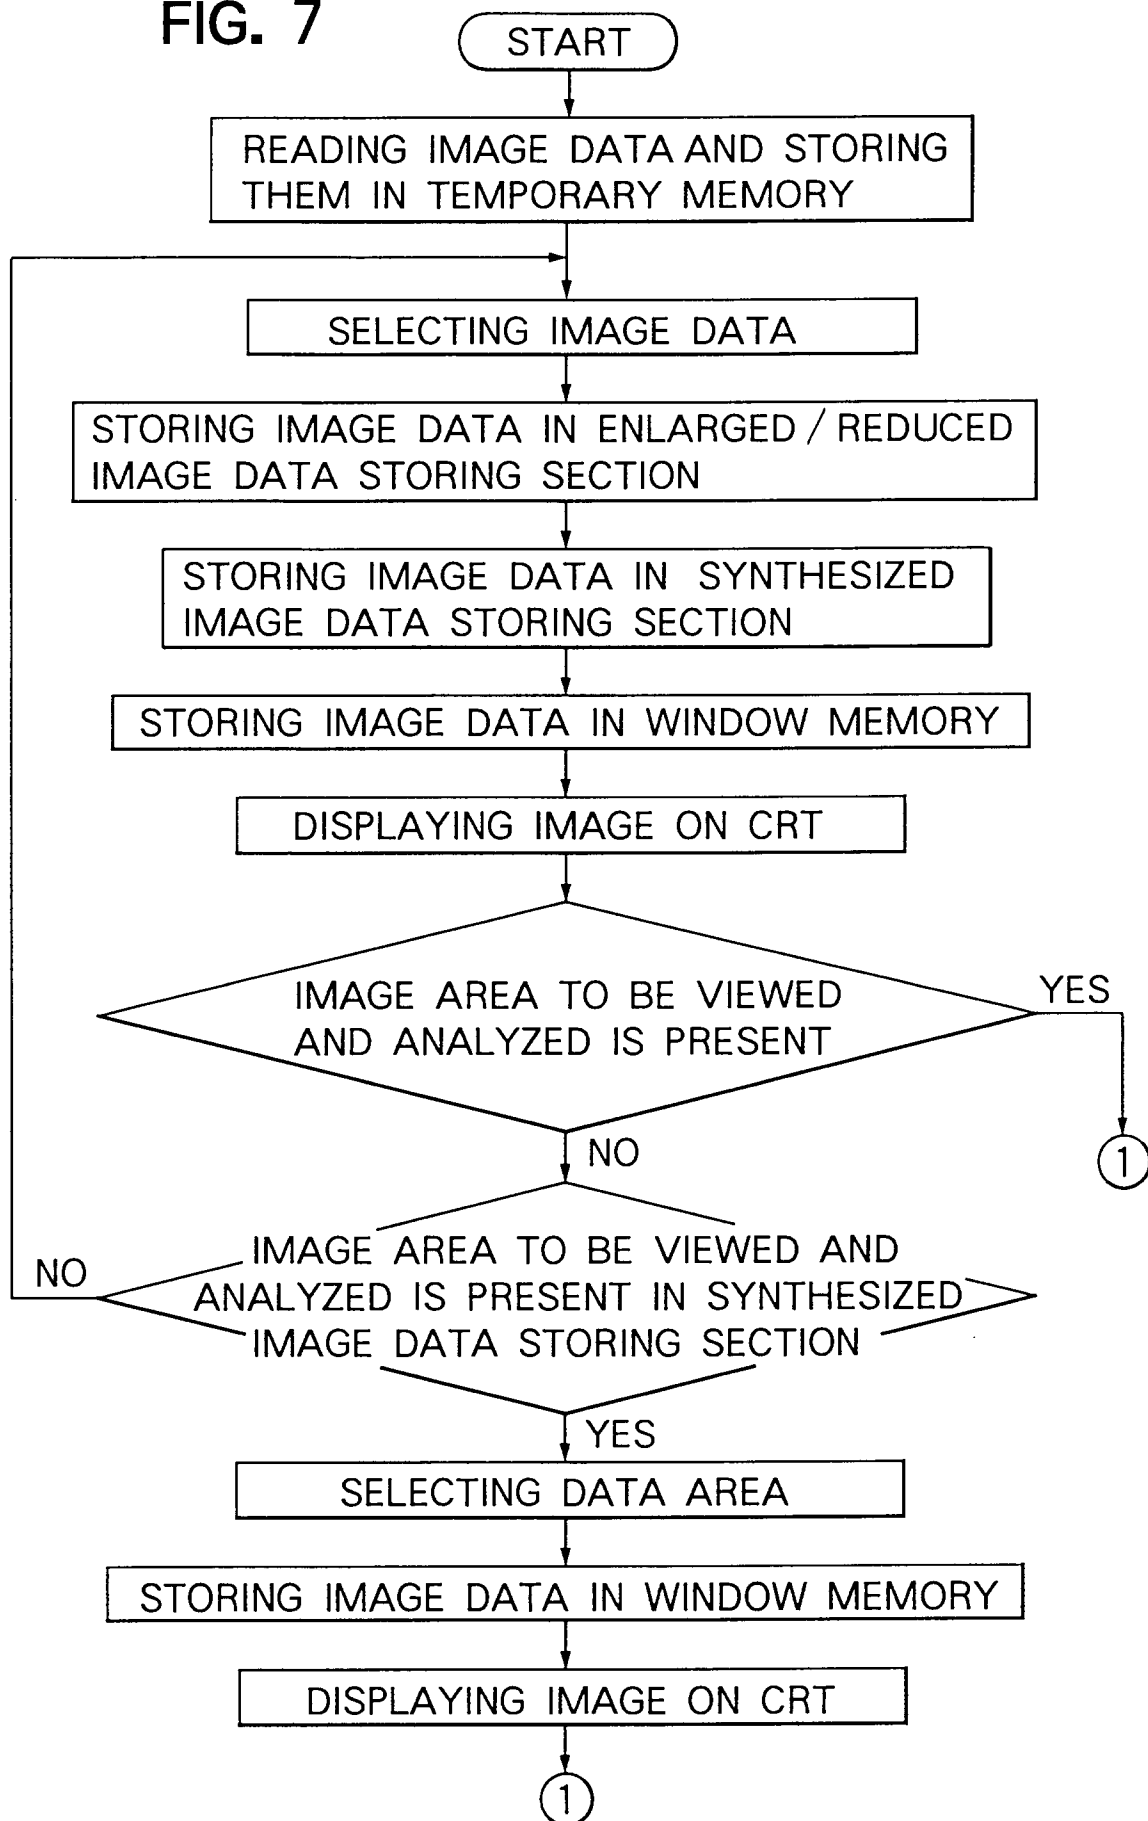 FIG. 7
START
READING IMAGE DATA AND STORING
THEM IN TEMPORARY MEMORY
SELECTING IMAGE DATA
STORING IMAGE DATA IN ENLARGED / REDUCED
IMAGE DATA STORING SECTION
STORING IMAGE DATA IN SYNTHESIZED
IMAGE DATA STORING SECTION
STORING IMAGE DATA IN WINDOW MEMORY
DISPLAYING IMAGE ON CRT
IMAGE AREA TO BE VIEWED
AND ANALYZED IS PRESENT
YES
1
NO
IMAGE AREA TO BE VIEWED AND
ANALYZED IS PRESENT IN SYNTHESIZED
IMAGE DATA STORING SECTION
NO
YES
SELECTING DATA AREA
STORING IMAGE DATA IN WINDOW MEMORY
DISPLAYING IMAGE ON CRT
1